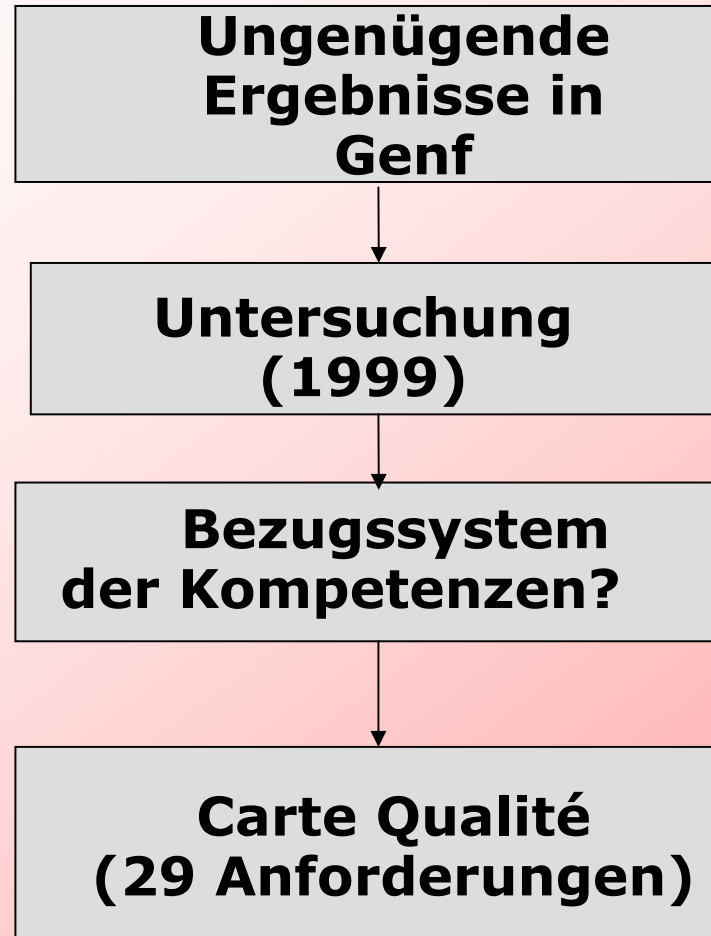 Ungenügende
Ergebnisse in
Genf
Untersuchung
(1999)
Bezugssystem
der Kompetenzen?
Carte Qualité
(29 Anforderungen)